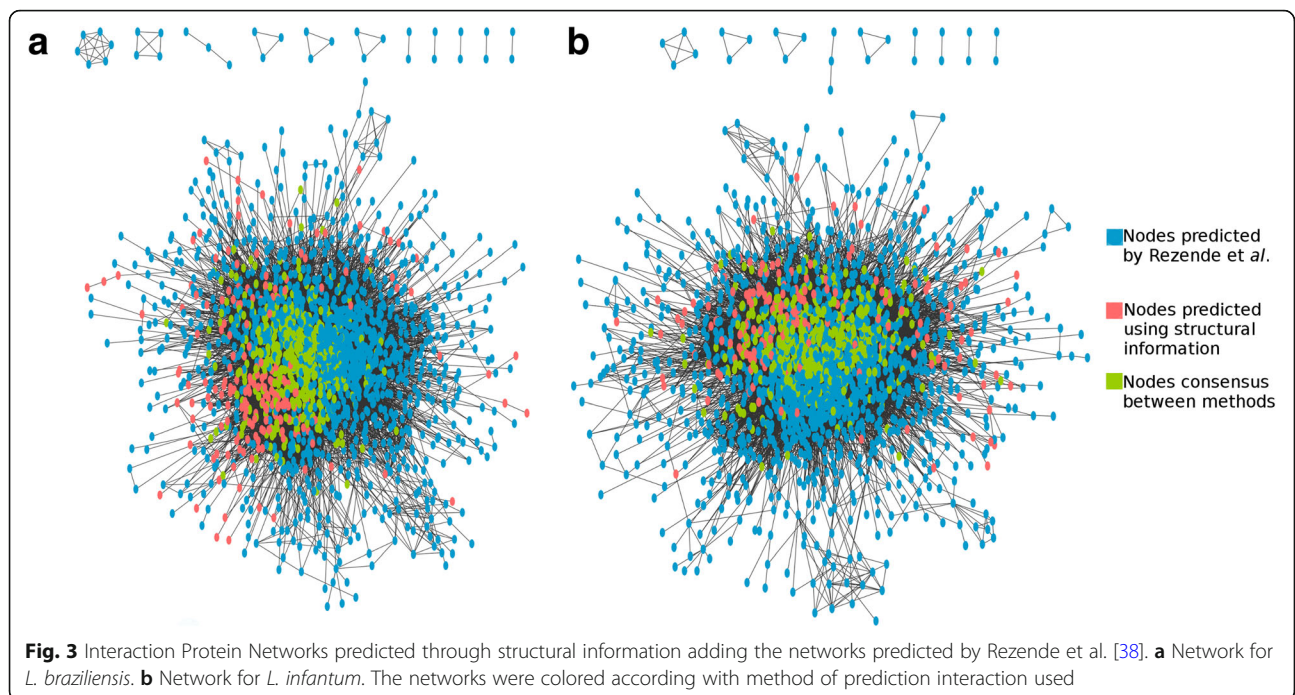 a
b
Nodes predicted
by Rezende et al.
Nodes predicted
using structural
information
Nodes consensus
between methods
Fig. 3 Interaction Protein Networks predicted through structural information adding the networks predicted by Rezende et al. [38]. a Network for
L. braziliensis. b Network for L. infantum. The networks were colored according with method of prediction interaction used